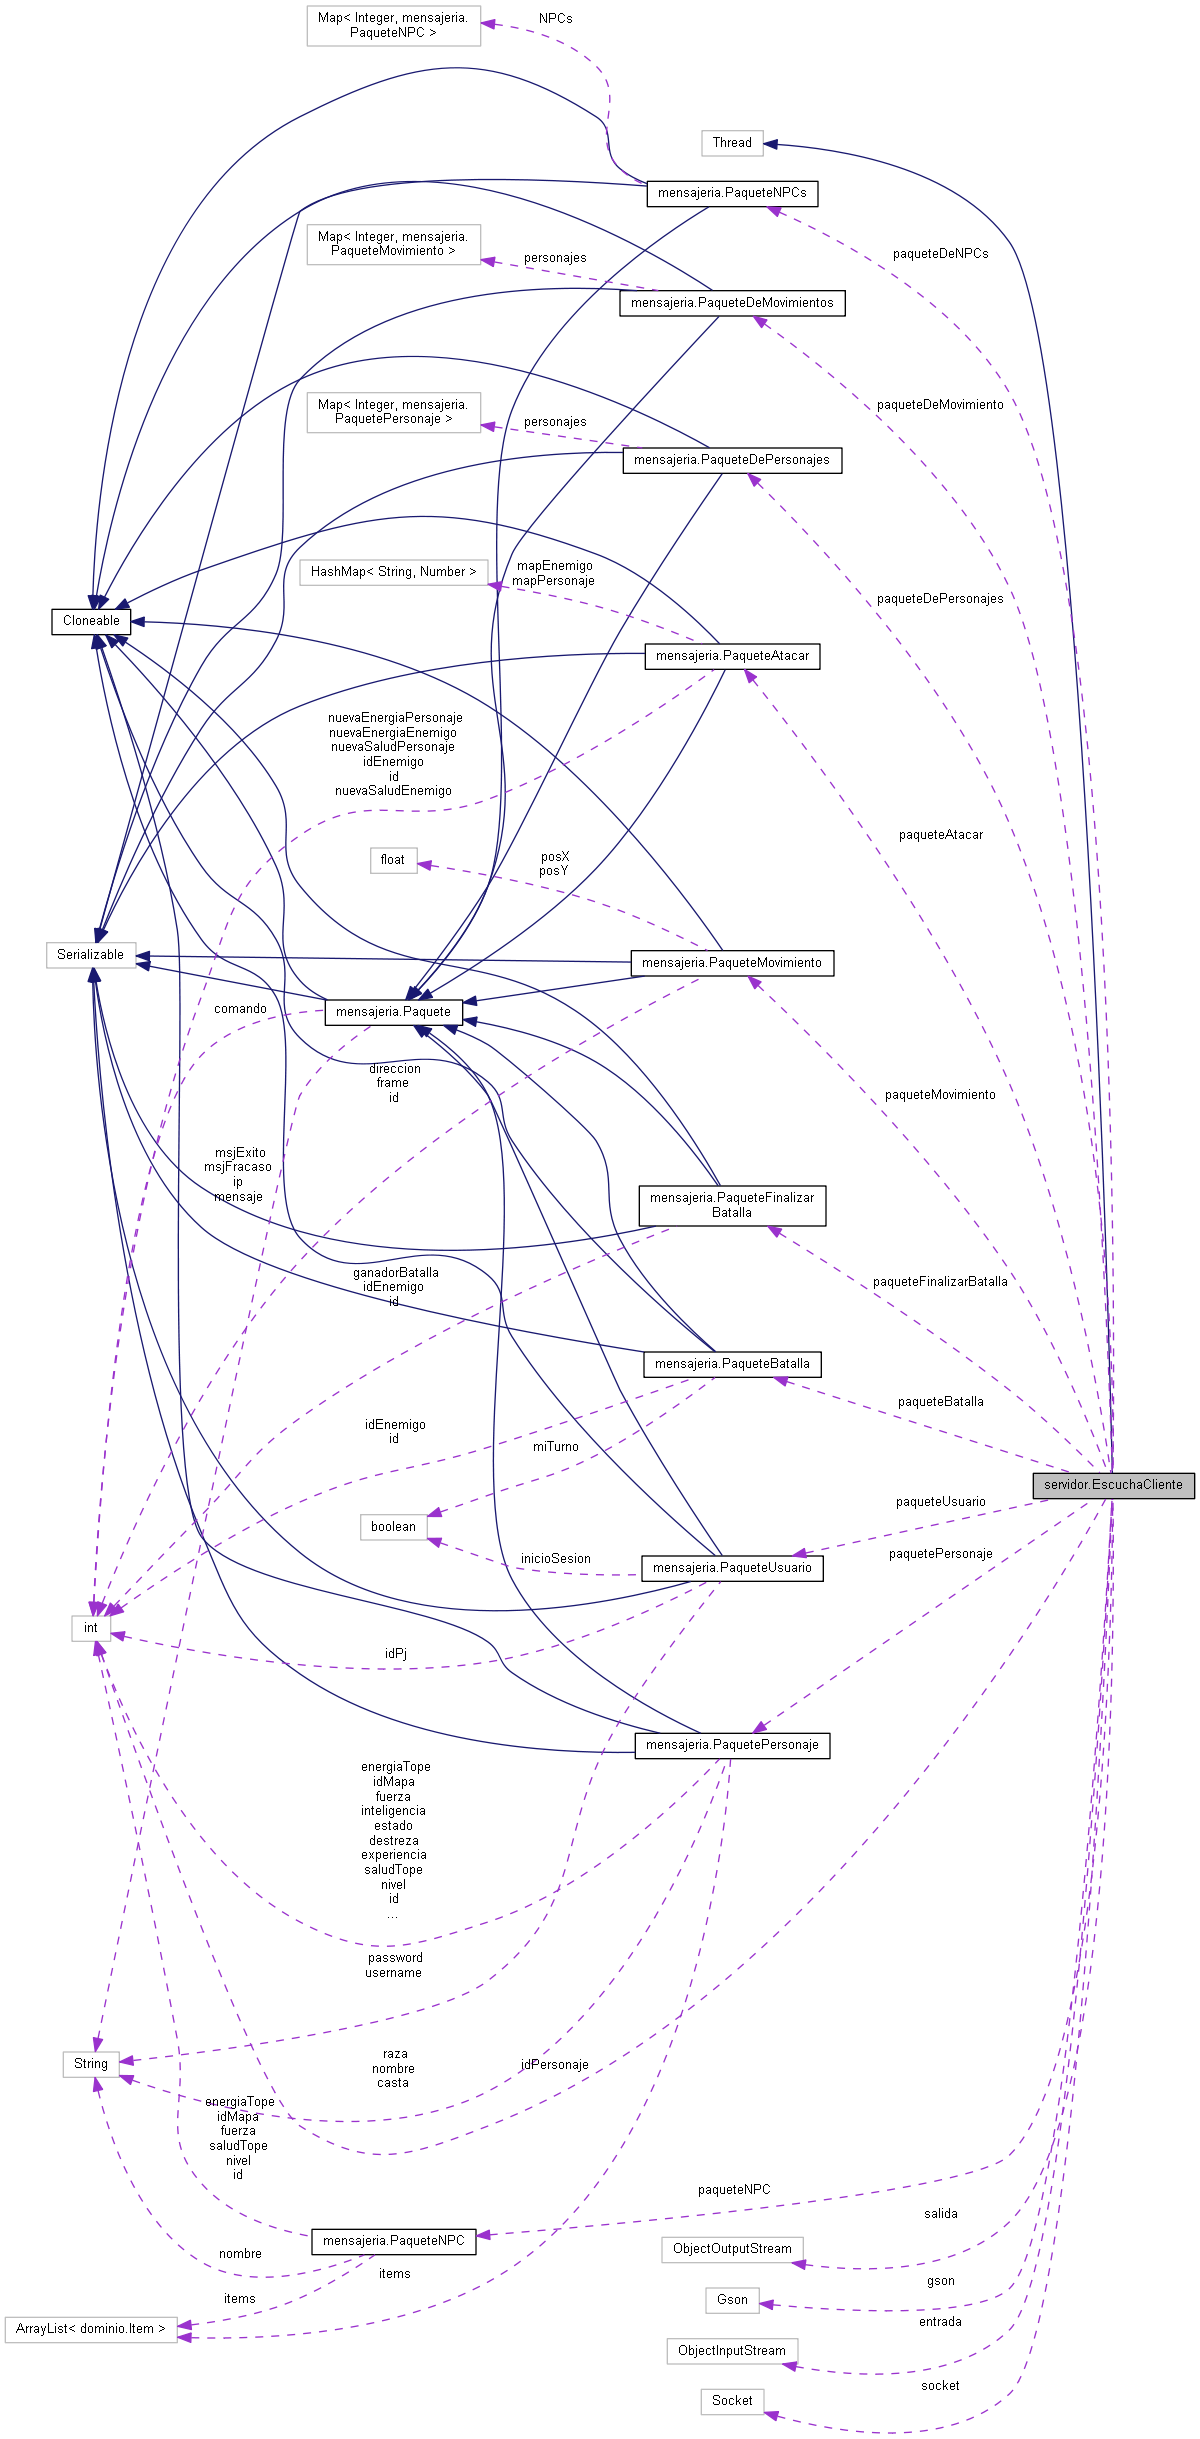 Map< Integer, mensajeria.
PaqueteNPC >
NPCs
Thread
mensajeria.PaqueteNPCs
Map< Integer, mensajeria.
PaqueteMovimiento >
personajes
paqueteDeNPCs
mensajeria.PaqueteDeMovimientos
Map< Integer, mensajeria.
PaquetePersonaje >
personajes
paqueteDeMovimiento
mensajeria.PaqueteDePersonajes
HashMap< String, Number >
mapEnemigo
mapPersonaje
paqueteDePersonajes
Cloneable
mensajeria.PaqueteAtacar
nuevaEnergiaPersonaje
nuevaEnergiaEnemigo
nuevaSaludPersonaje
idEnemigo
id
nuevaSaludEnemigo
paqueteAtacar
float
posX
posY
Serializable
mensajeria.PaqueteMovimiento
comando
mensajeria.Paquete
direccion
frame
id
paqueteMovimiento
msjExito
msjFracaso
ip
mensaje
mensajeria.PaqueteFinalizar
Batalla
ganadorBatalla
idEnemigo
id
paqueteFinalizarBatalla
mensajeria.PaqueteBatalla
paqueteBatalla
idEnemigo
id
miTurno
servidor.EscuchaCliente
paqueteUsuario
boolean
inicioSesion
mensajeria.PaqueteUsuario
paquetePersonaje
int
idPj
mensajeria.PaquetePersonaje
energiaTope
idMapa
fuerza
inteligencia
estado
destreza
experiencia
saludTope
nivel
id
...
password
username
String
raza
nombre
casta
idPersonaje
energiaTope
idMapa
fuerza
saludTope
nivel
id
paqueteNPC
salida
mensajeria.PaqueteNPC
ObjectOutputStream
nombre
items
gson
items
Gson
entrada
ArrayList< dominio.Item >
ObjectInputStream
socket
Socket